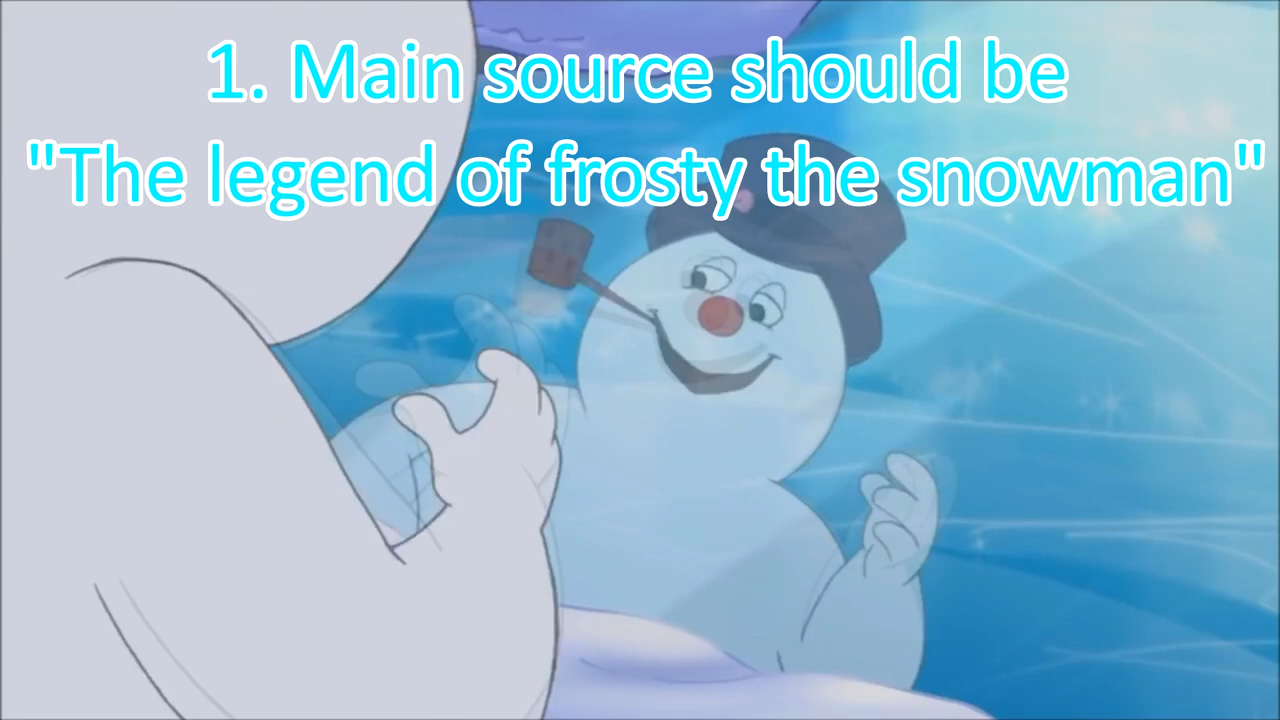 1. Main source should be
"The legend of frosty the snowman"